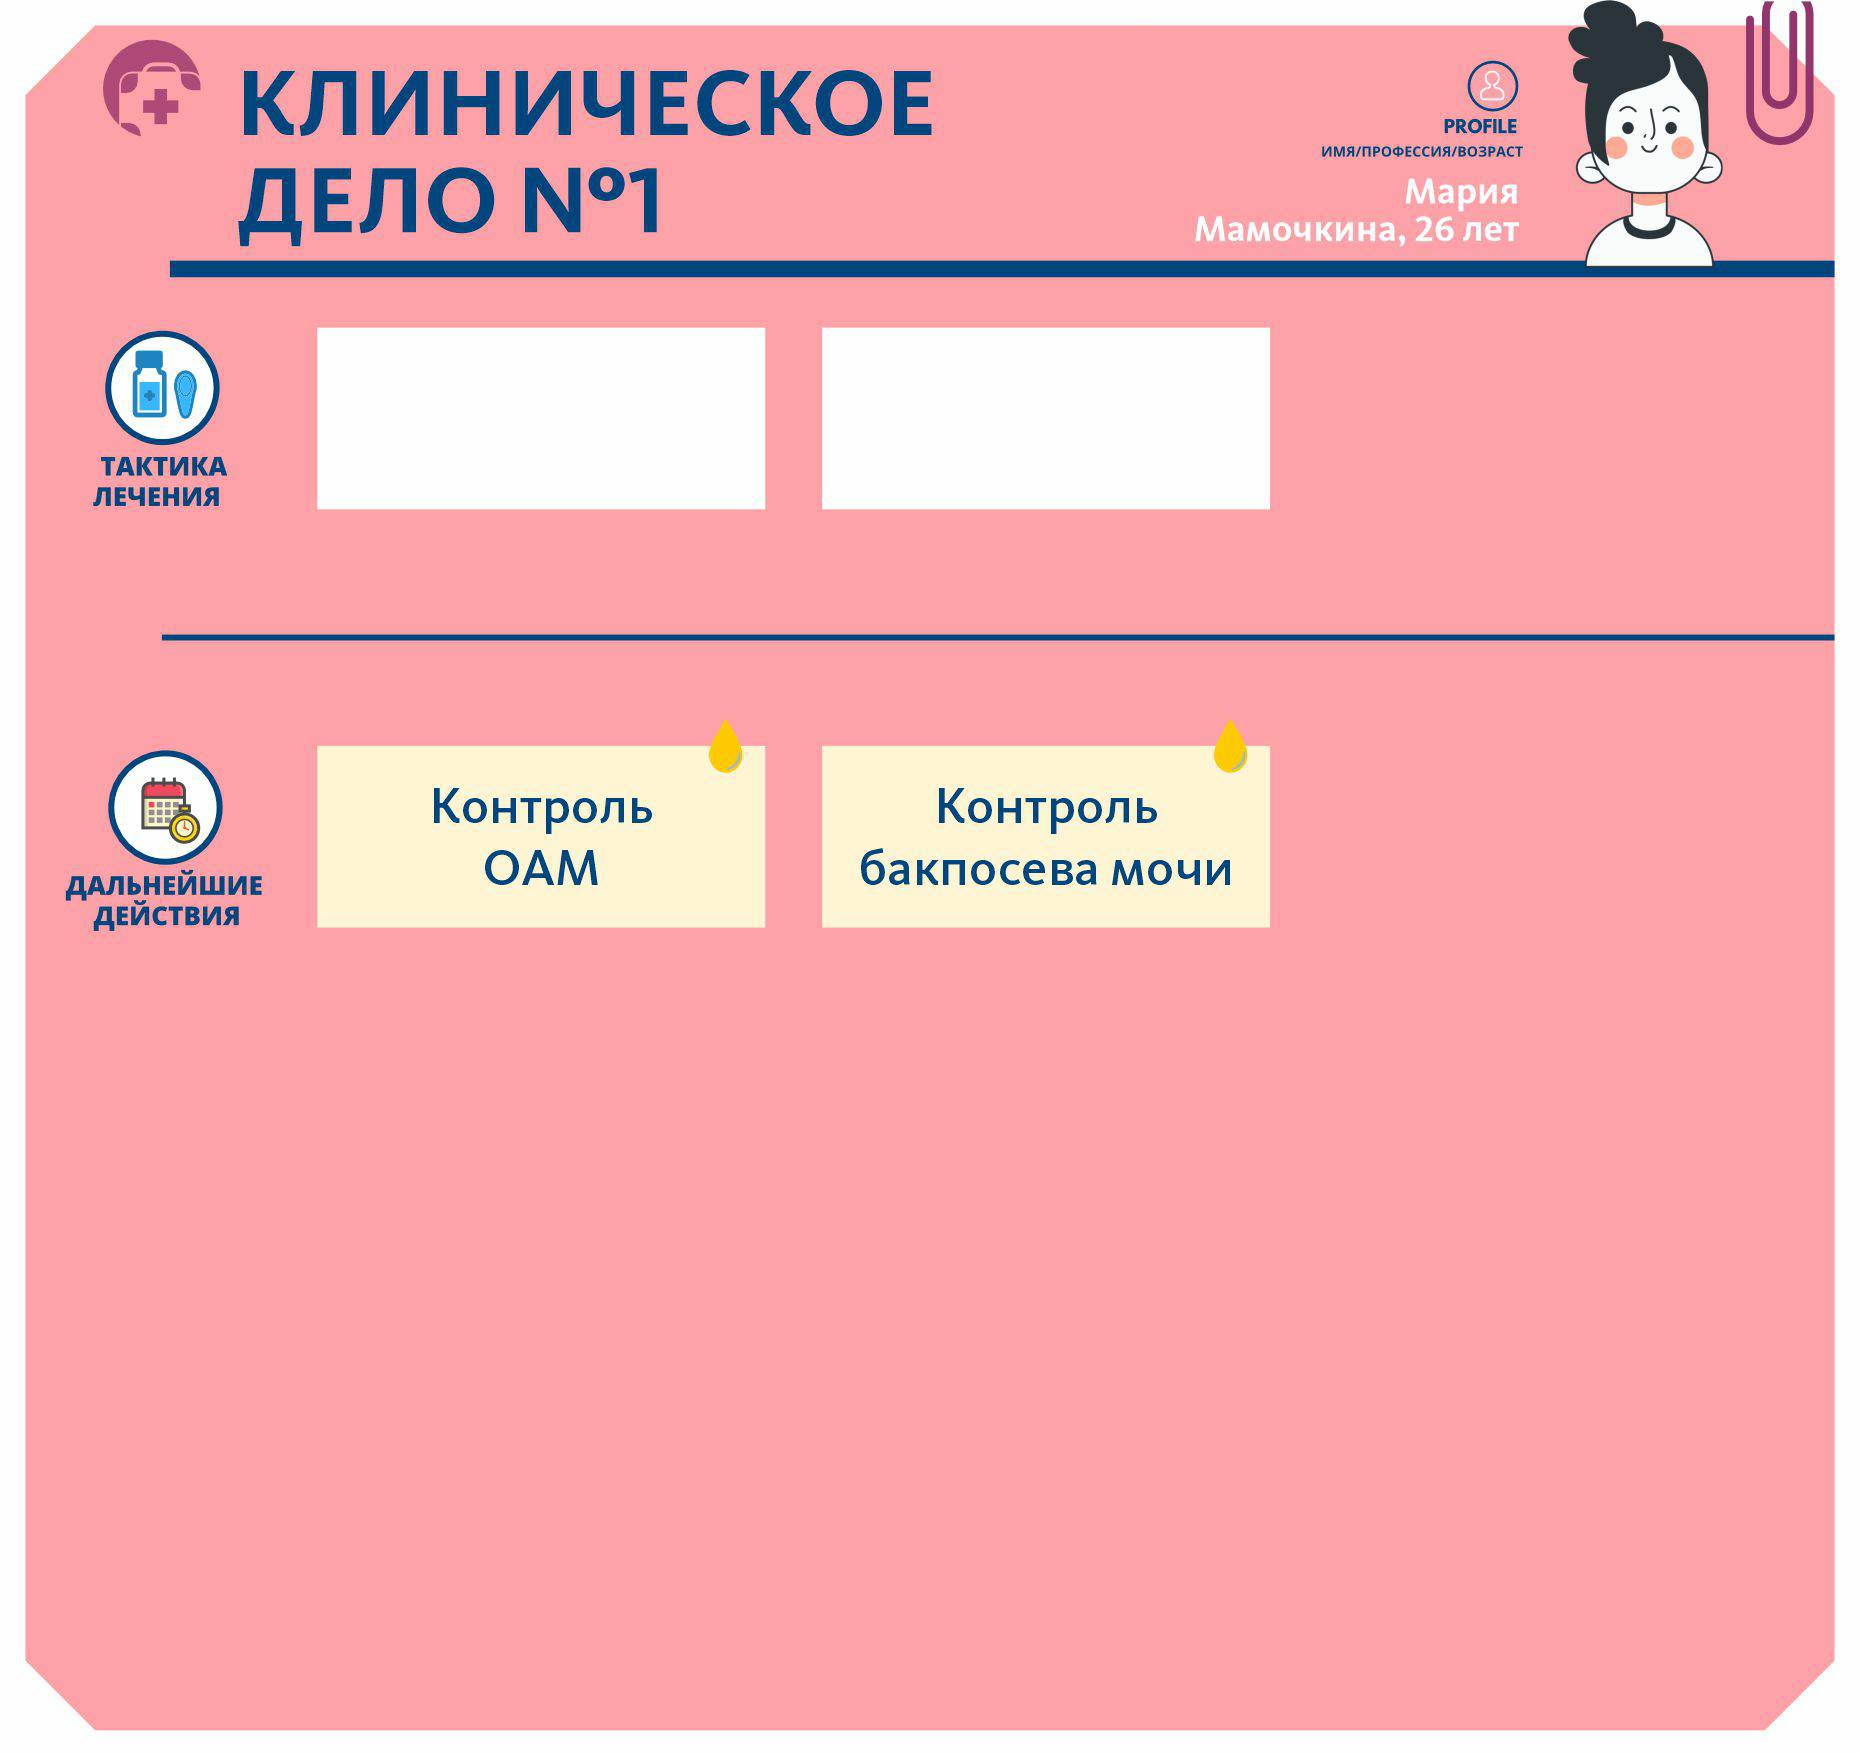 КЛИНИЧЕСКОЕ
ДЕЛО №1
PROFILE
ИМЯ/ПРОФЕССИЯ/ВОЗРАСТ
Мария
Мамочкина, 26 лет
ТАКТИКА
ЛЕЧЕНИЯ
ДАЛЬНЕЙШИЕ
ДЕЙСТВИЯ
Контроль
ОАМ
Контроль
бакпосева мочи